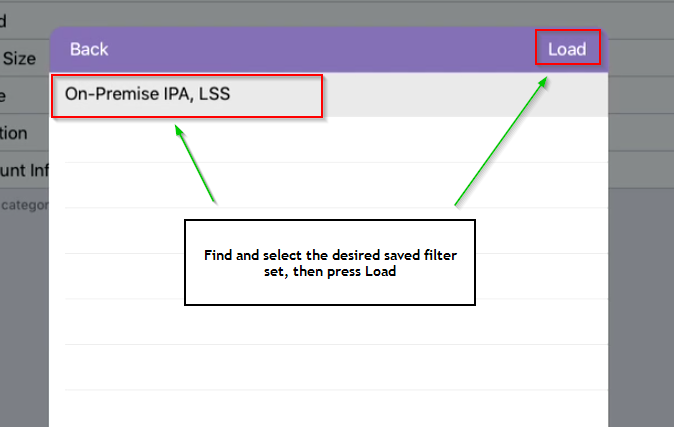 d
Back
Load
Size
On-Premise IPA, LSS
e
tion
unt Inf
categor
Find and select the desired saved filter
set, then press Load